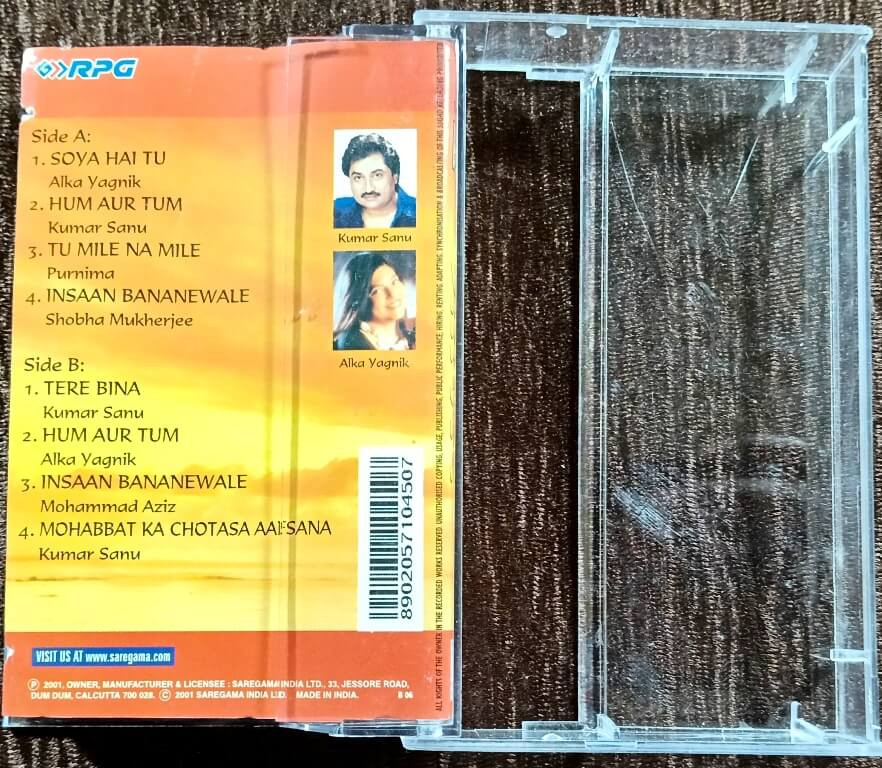 RPG
Side A:
1. SOYA HAI TU
Alka Yagnik
2. HUM AUR TUM
Kumar Sanu
3. TU MILE NA MILE
Purnima
4. INSAAN BANANEWALE
Shobha Mukherjee
Kumar Sanu
Alka Yagnik
Side B:
1. TERE BINA
Kumar Sanu
2. HUM AUR TUM
Alka Yagnik
3. INSAAN BANANEWALE
Mohammad Aziz
4. MOHABBAT KA CHOTASA AAFSANA
Kumar Sanu
8902057104507
VISIT US AT www.saregama.com
℗ 2001, OWNER, MANUFACTURER & LICENSEE : SAREGAMA INDIA LTD., 33, JESSORE ROAD,
DUM DUM, CALCUTTA 700 028. © 2001 SAREGAMA INDIA LTD. MADE IN INDIA. B 06
ALL RIGHTS OF THE OWNER IN THE RECORDED WORKS RESERVED. UNAUTHORISED COPYING, USAGE, PUBLISHING, PUBLIC PERFORMANCE, HIRING, RENTING, ADAPTING, SYNCHRONISATION & BROADCASTING OF THIS AUDIO RECORDING PROHIBITED